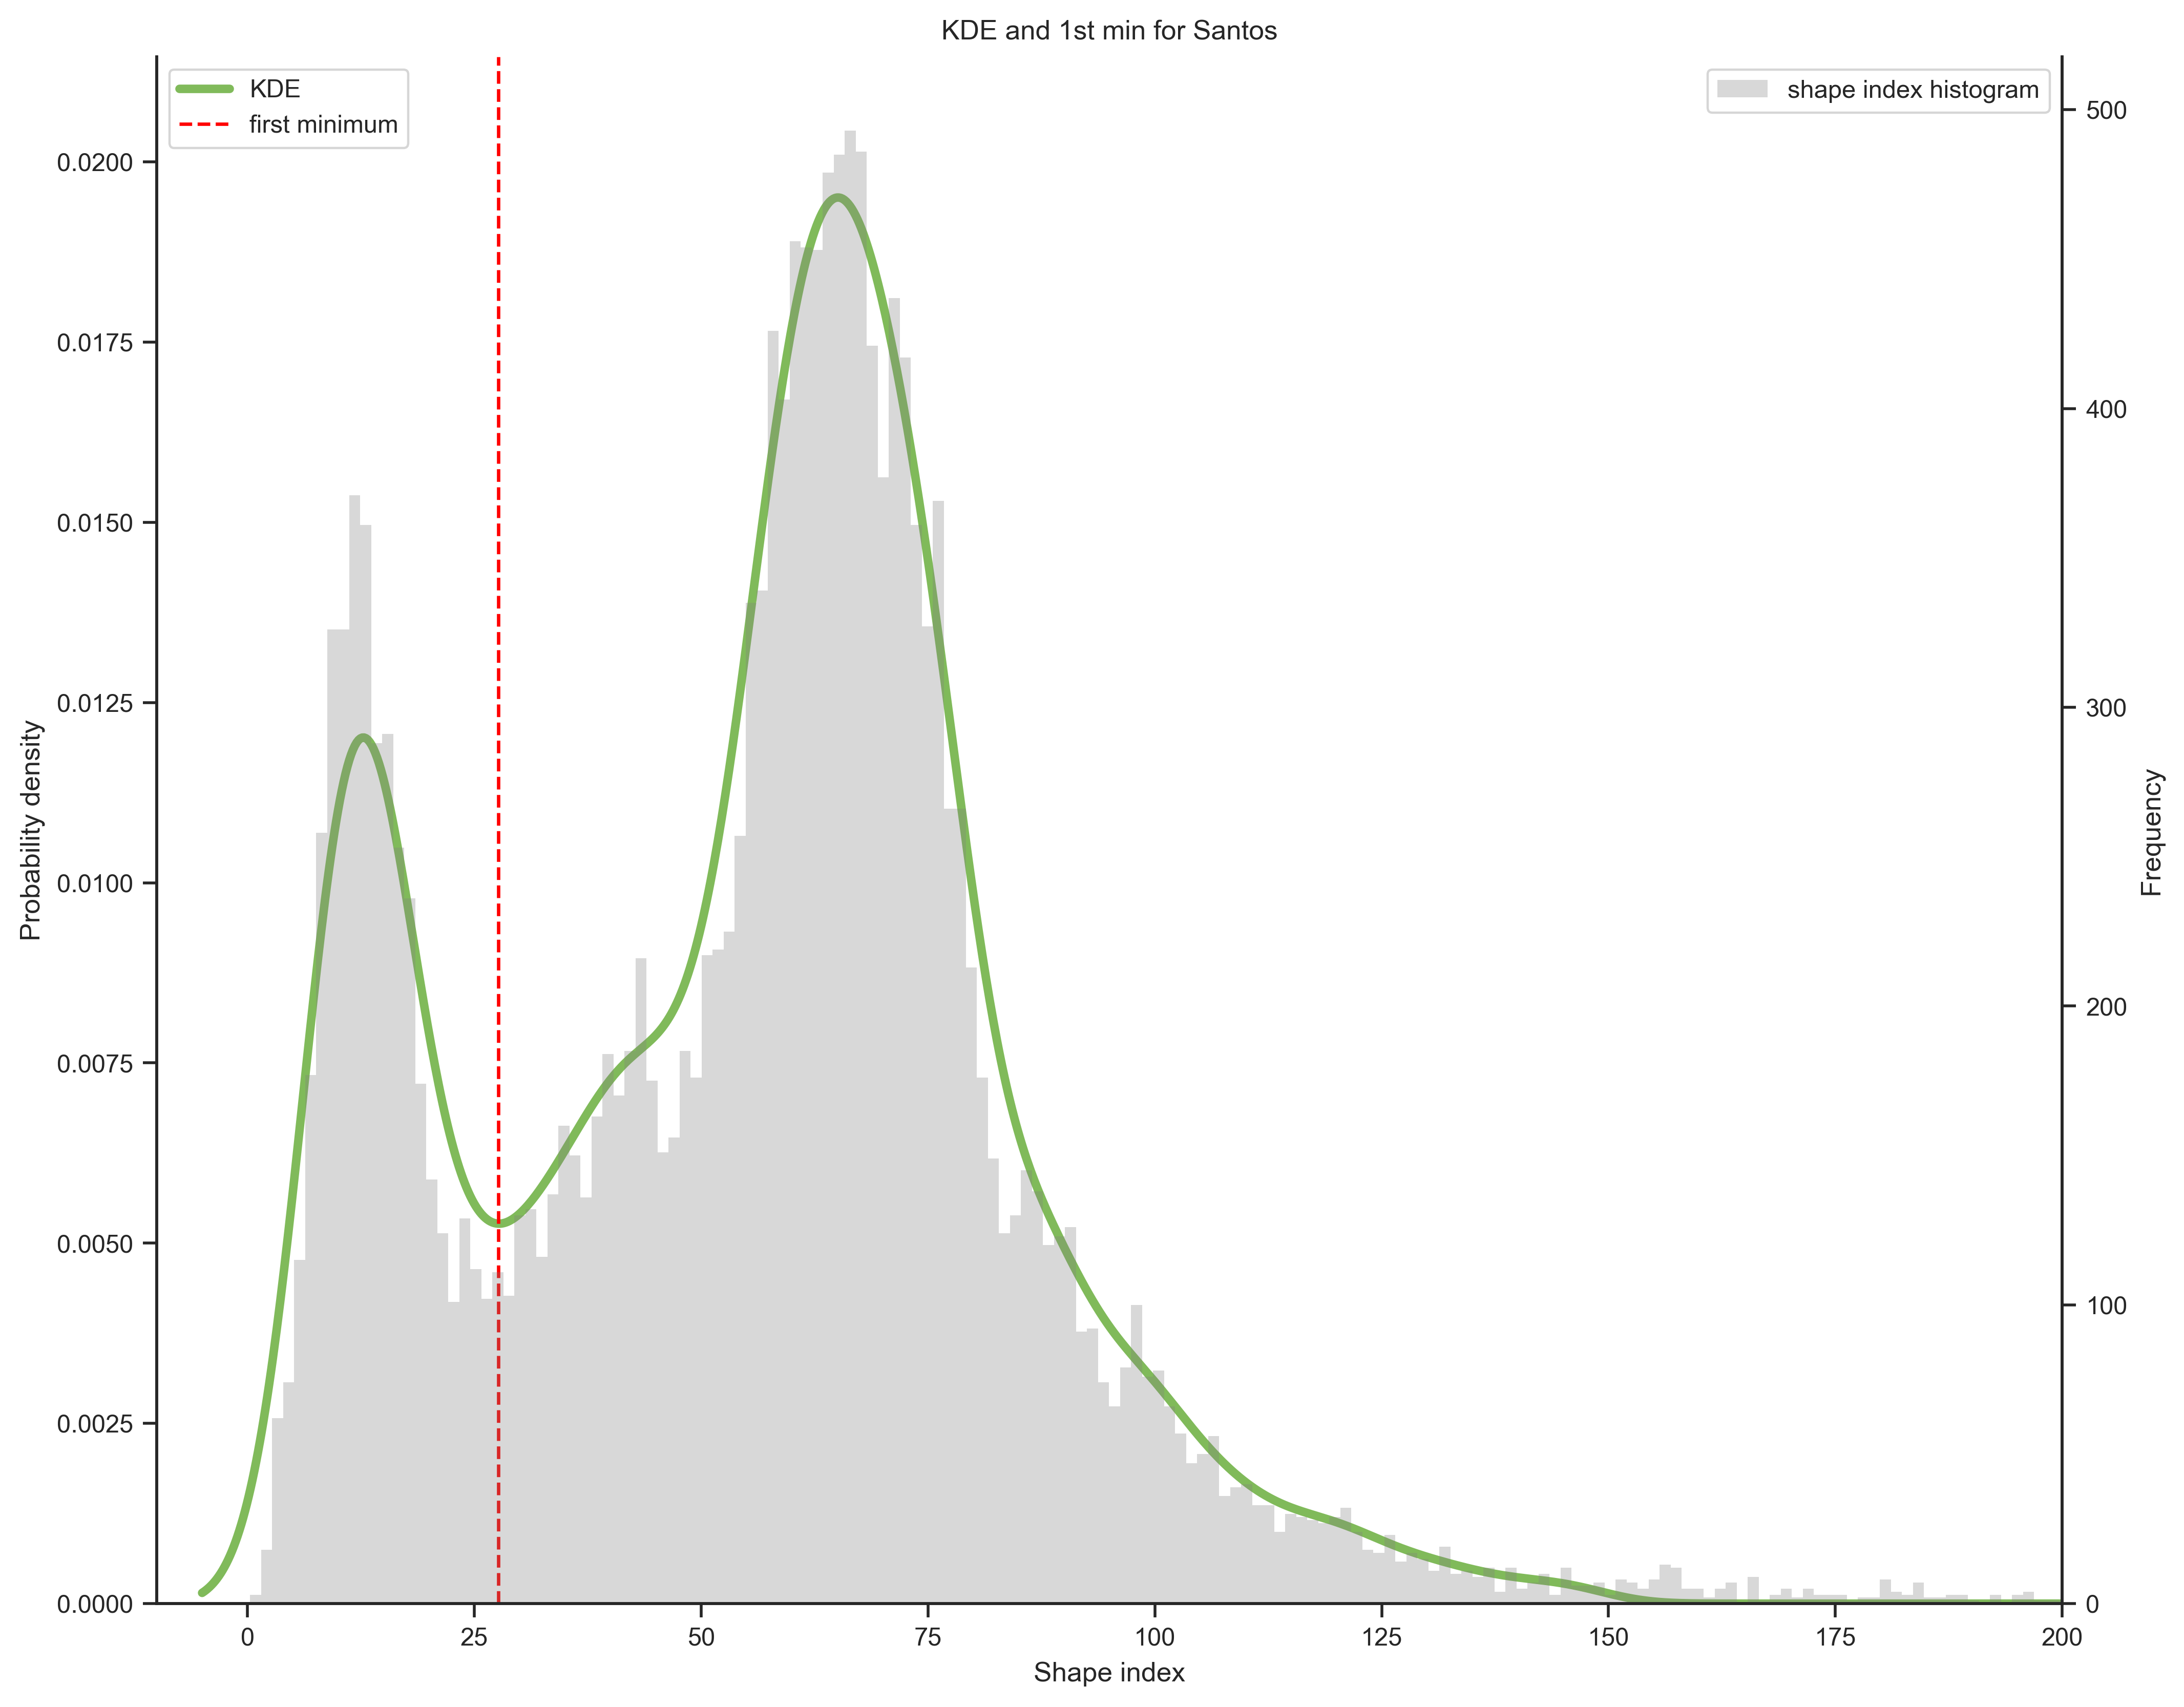 KDE and 1st min for Santos
KDE
first minimum
shape index histogram
Probability density
0.0200
0.0175
0.0150
0.0125
0.0100
0.0075
0.0050
0.0025
0.0000
500
400
300
200
100
0
Frequency
0 25 50 75 100 125 150 175 200
Shape index